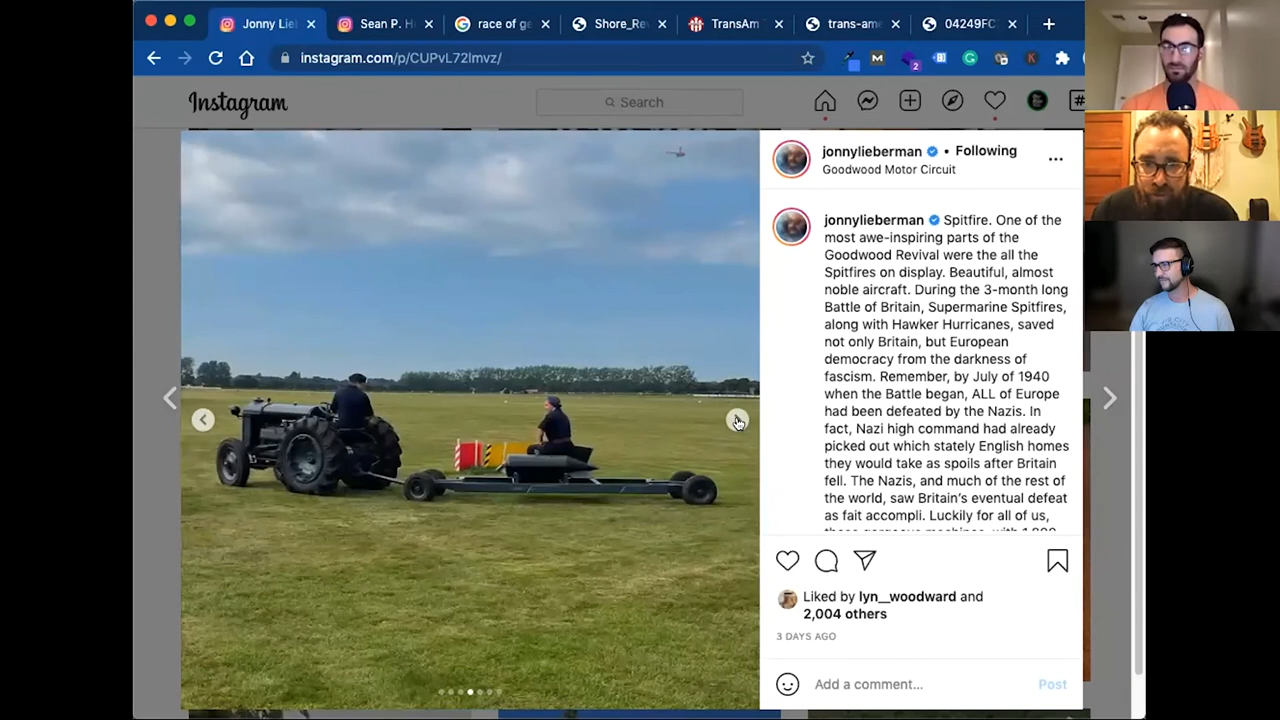 Jonny Lie
Sean P. H
race of ge
Shore_Re
TransAm
trans-am
04249FC
instagram.com/p/CUPvL72lmvz/
2
Instagram
Search
jonnylieberman • Following
Goodwood Motor Circuit
jonnylieberman Spitfire. One of the
most awe-inspiring parts of the
Goodwood Revival were the all the
Spitfires on display. Beautiful, almost
noble aircraft. During the 3-month long
Battle of Britain, Supermarine Spitfires,
along with Hawker Hurricanes, saved
not only Britain, but European
democracy from the darkness of
fascism. Remember, by July of 1940
when the Battle began, ALL of Europe
had been defeated by the Nazis. In
fact, Nazi high command had already
picked out which stately English homes
they would take as spoils after Britain
fell. The Nazis, and much of the rest of
the world, saw Britain's eventual defeat
as fait accompli. Luckily for all of us,
Liked by lyn__woodward and
2,004 others
3 DAYS AGO
Add a comment...
Post